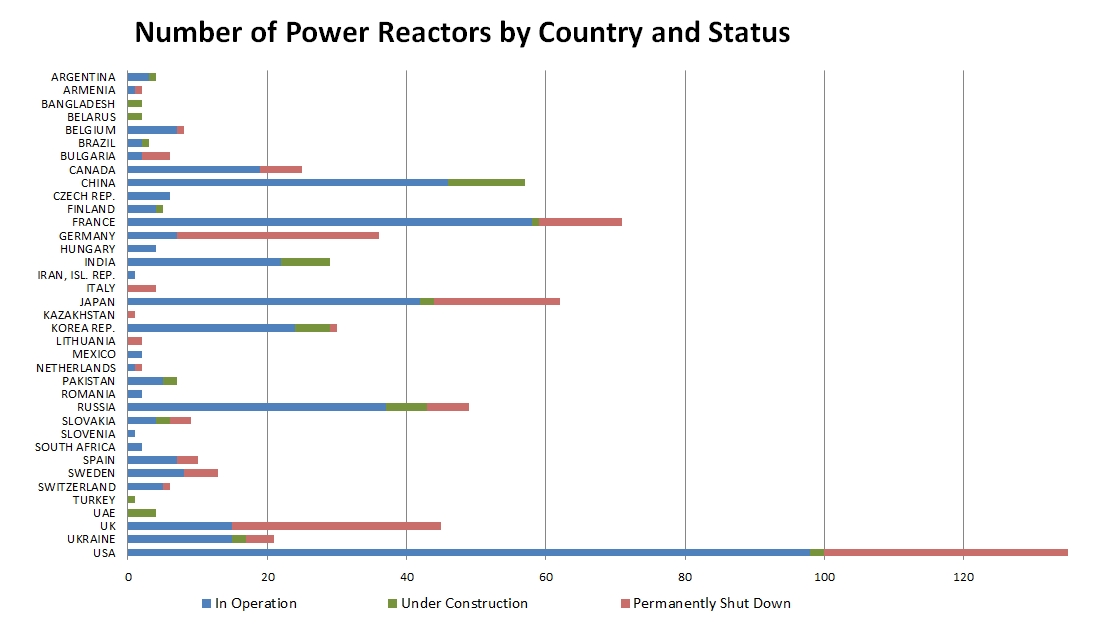 Number of Power Reactors by Country and Status
ARGENTINA
ARMENIA
BANGLADESH
BELARUS
BELGIUM
BRAZIL
BULGARIA
CANADA
CHINA
CZECH REP.
FINLAND
FRANCE
GERMANY
HUNGARY
INDIA
IRAN, ISL. REP.
ITALY
JAPAN
KAZAKHSTAN
KOREA REP.
LITHUANIA
MEXICO
NETHERLANDS
PAKISTAN
ROMANIA
RUSSIA
SLOVAKIA
SLOVENIA
SOUTH AFRICA
SPAIN
SWEDEN
SWITZERLAND
TURKEY
UAE
UK
UKRAINE
USA
0 20 40 60 80 100 120
In Operation Under Construction Permanently Shut Down